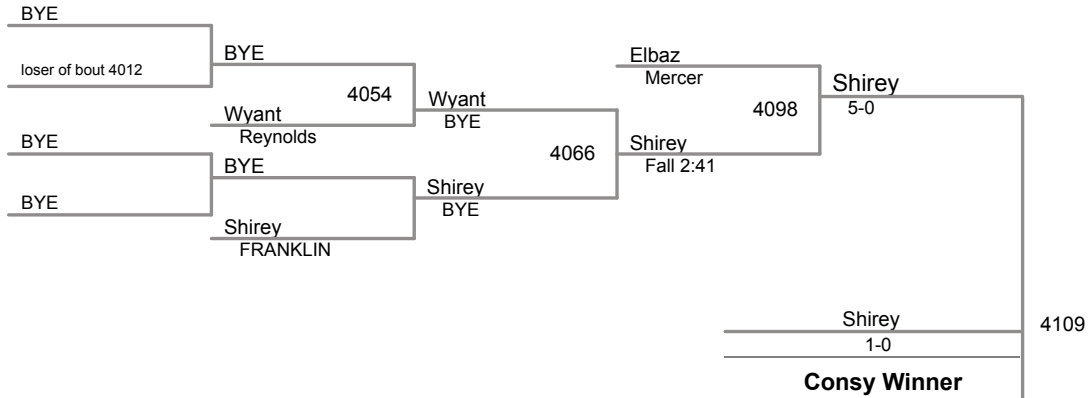 BYE
loser of bout 4012
BYE
4054
Wyant
Reynolds
Wyant
BYE
BYE
BYE
BYE
Shirey
FRANKLIN
Shirey
BYE
4066
Elbaz
Mercer
Shirey
Fall 2:41
4098
Shirey
5-0
Shirey
1-0
Consy Winner
4109